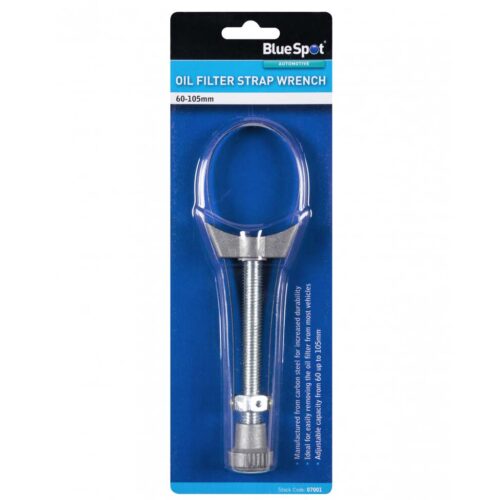 BlueSpot
AUTOMOTIVE
OIL FILTER STRAP WRENCH
60-105mm
• Manufactured from carbon steel for increased durability
• Ideal for easily removing the oil filter from most vehicles
• Adjustable capacity from 60 up to 105mm
Stock Code: 07001